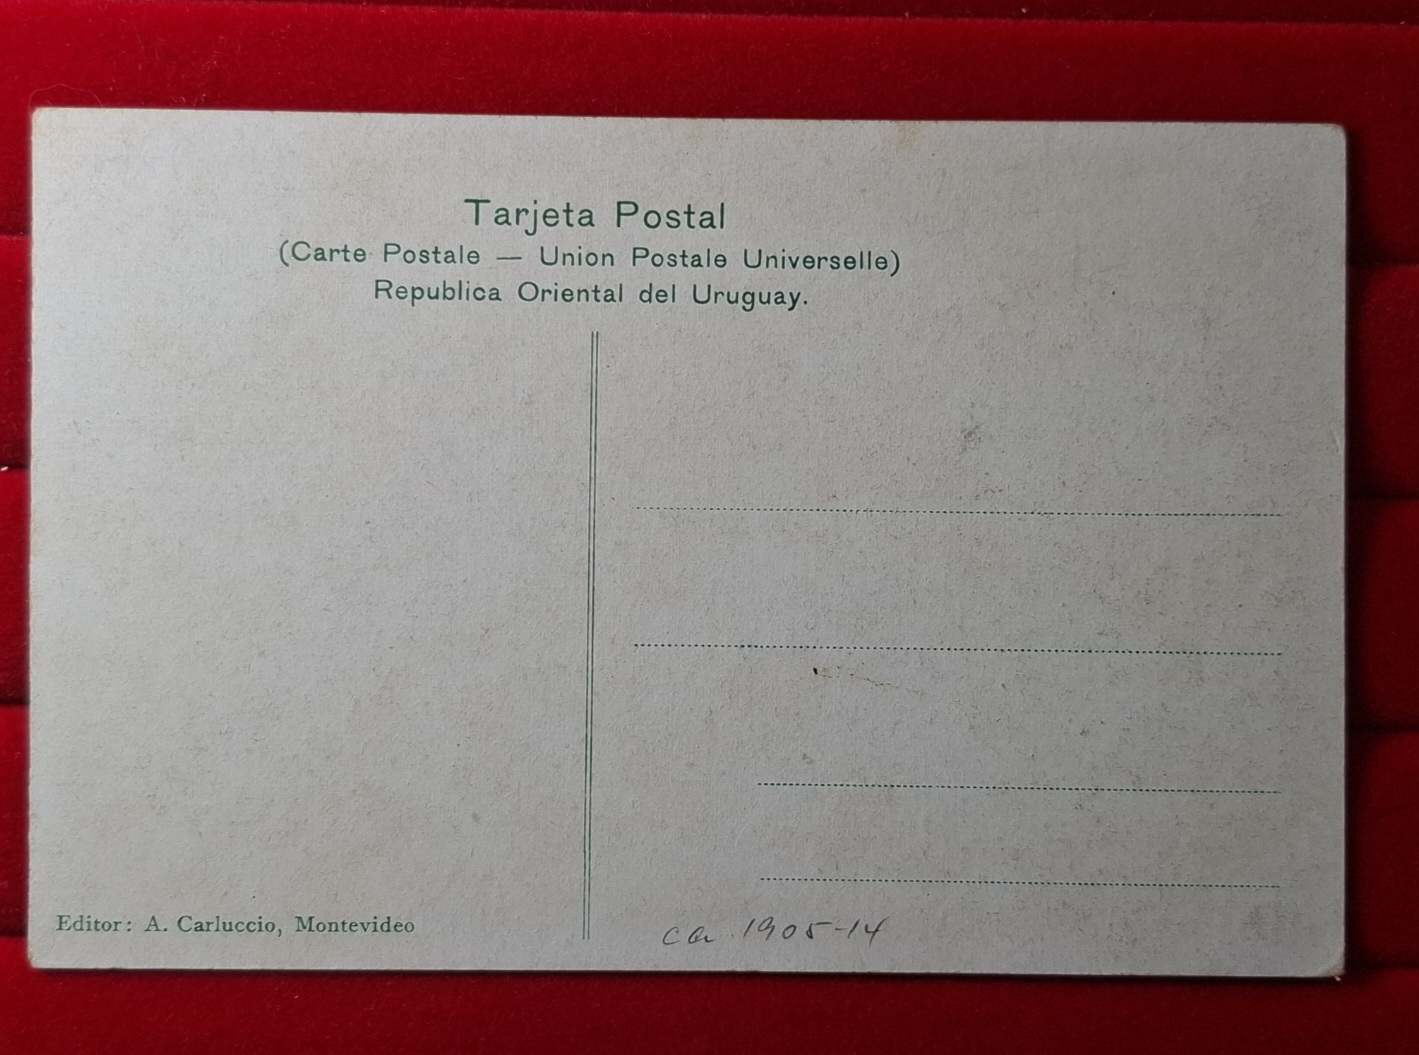 Tarjeta Postal
(Carte Postale — Union Postale Universelle)
Republica Oriental del Uruguay.
Editor: A. Carluccio, Montevideo
ca 1905-14